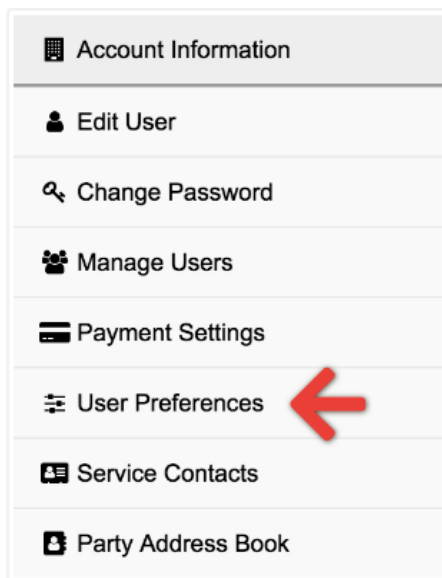 Account Information
Edit User
Change Password
Manage Users
Payment Settings
User Preferences
Service Contacts
Party Address Book